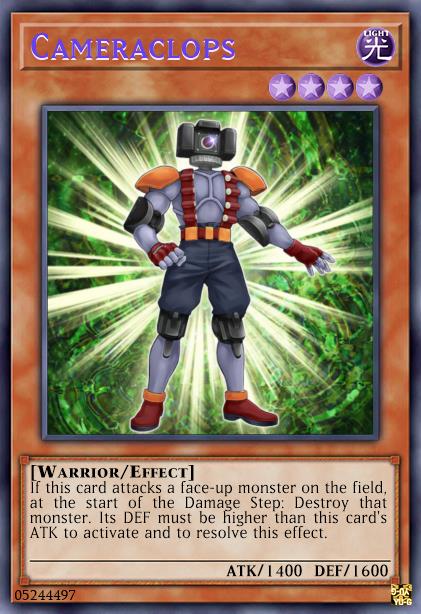 CAMERACLOPS
LIGHT
光
[WARRIOR/EFFECT]
If this card attacks a face-up monster on the field,
at the start of the Damage Step: Destroy that
monster. Its DEF must be higher than this card's
ATK to activate and to resolve this effect.
ATK/1400 DEF/1600
05244497